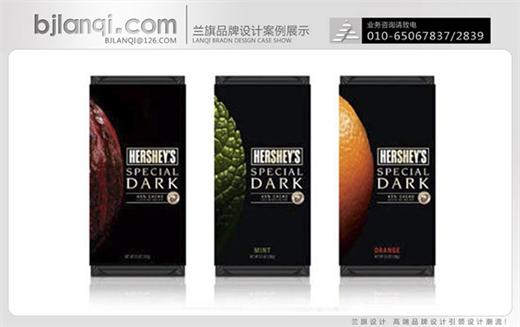 bjlanqi.com
BJLANQI@126.COM
兰旗品牌设计案例展示
LANQI BRADN DESIGN CASE SHOW
业务咨询请致电
010-65067837/2839
HERSHEY'S
SPECIAL
DARK
HERSHEY'S
SPECIAL
DARK
MINT
HERSHEY'S
SPECIAL
DARK
ORANGE
兰旗设计 高端品牌设计引领设计潮流!